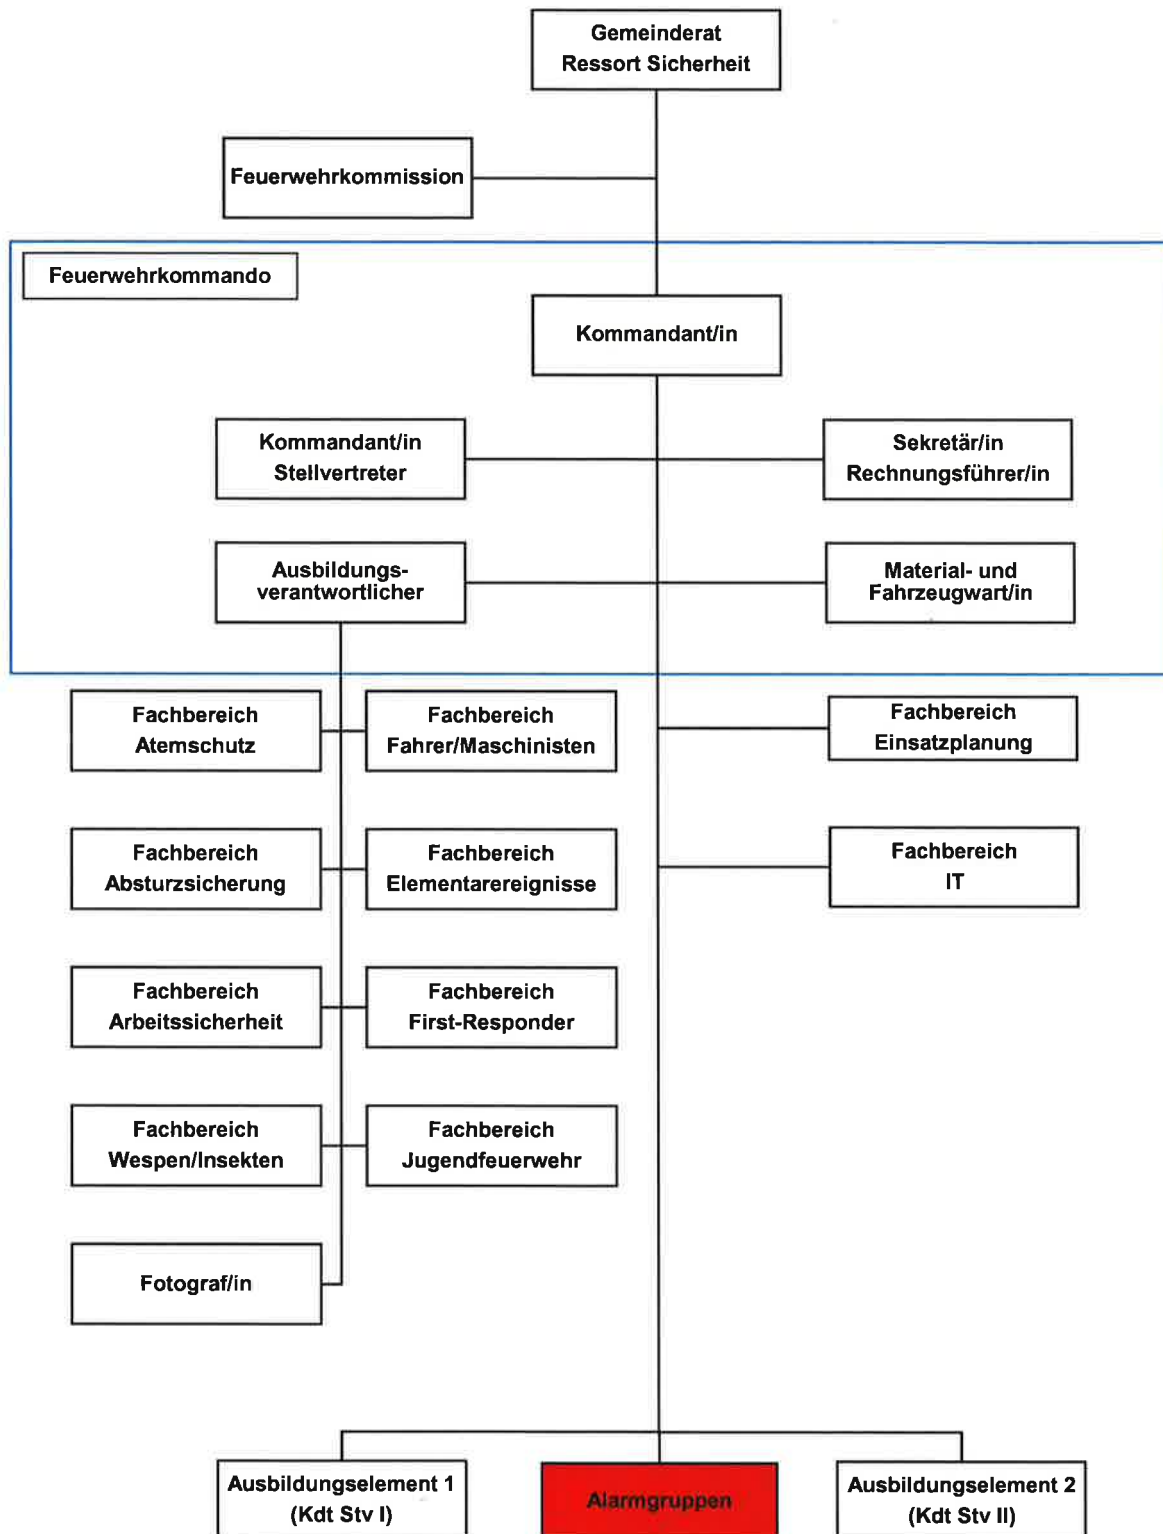 Gemeinderat
Ressort Sicherheit
Feuerwehrkommission
Feuerwehrkommando
Kommandant/in
Kommandant/in
Stellvertreter
Sekretär/in
Rechnungsführer/in
Ausbildungs-
verantwortlicher
Material- und
Fahrzeugwart/in
Fachbereich
Atemschutz
Fachbereich
Fahrer/Maschinisten
Fachbereich
Einsatzplanung
Fachbereich
Absturzsicherung
Fachbereich
Elementarereignisse
Fachbereich
IT
Fachbereich
Arbeitssicherheit
Fachbereich
First-Responder
Fachbereich
Wespen/Insekten
Fachbereich
Jugendfeuerwehr
Fotograf/in
Ausbildungselement 1
(Kdt Stv I)
Alarmgruppen
Ausbildungselement 2
(Kdt Stv II)